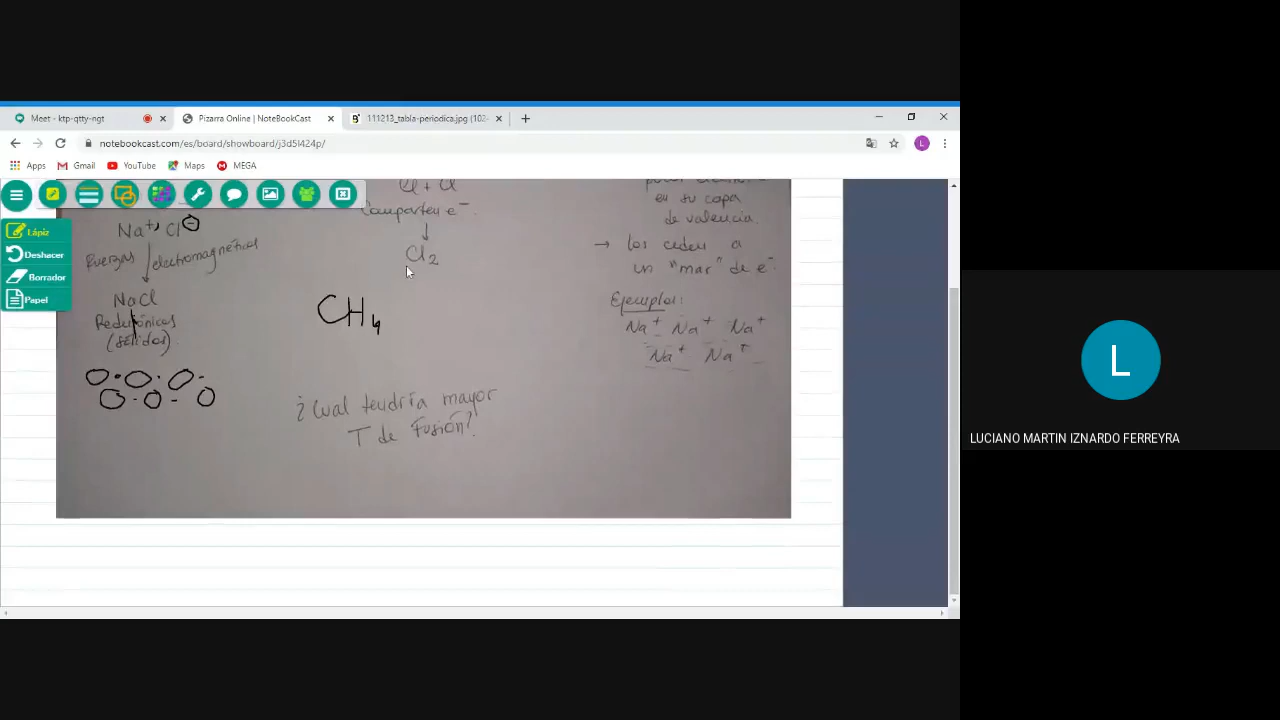 Meet - ktp-qtty-ngt
Pizarra Online | NoteBookCast
111213_tabla-periodica.jpg (102-
notebookcast.com/es/board/showboard/j3d5l424p/
L
Apps
Gmail
YouTube
Maps
MEGA
Lápiz
Deshacer
Borrador
Papel
Na+, Cl-
Fuerzas electromagnéticas
NaCl
Redes iónicas
(sólidos)
Cl + Cl
Comparten e-
Cl2
CH4
¿Cual tendría mayor
T de Fusión?
en su capa
de valencia.
→ los ceden a
un "mar" de e-
Ejemplos:
Na+ Na+ Na+
Na+ Na+
L
LUCIANO MARTIN IZNARDO FERREYRA